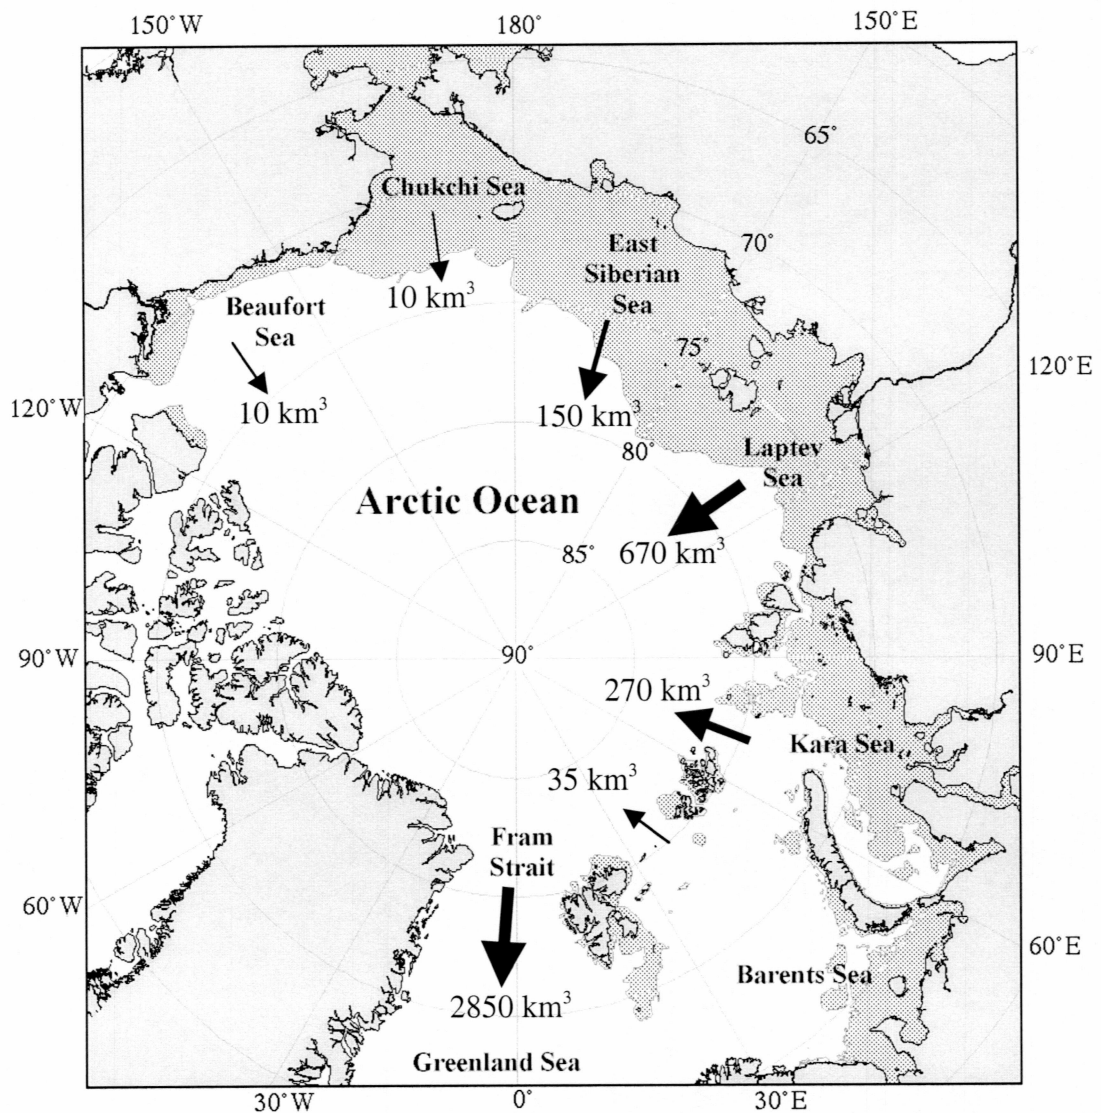 150°W
180°
150°E
65°
Chukchi Sea
70°
East
Siberian
Sea
10 km³
Beaufort
Sea
75°
120°E
120°W
10 km³
150 km³
80°
Laptev
Sea
Arctic Ocean
85°
670 km³
90°W
90°
90°E
270 km³
Kara Sea
35 km³
Fram
Strait
60°W
60°E
Barents Sea
2850 km³
Greenland Sea
30°W
0°
30°E